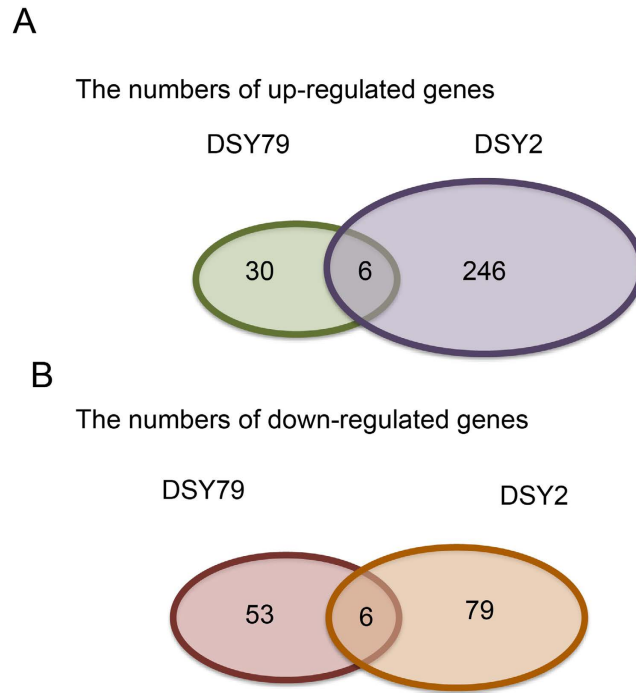 A
The numbers of up-regulated genes
DSY79 DSY2
30 6 246
B
The numbers of down-regulated genes
DSY79 DSY2
53 6 79